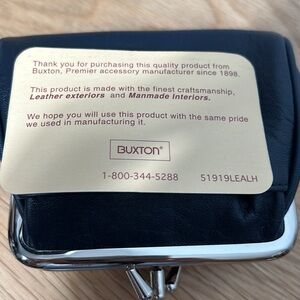 Thank you for purchasing this quality product from
Buxton, Premier accessory manufacturer since 1898.
This product is made with the finest craftsmanship,
Leather exteriors and Manmade Interiors.
We hope you will use this product with the same pride
we used in manufacturing it.
BUXTON
1-800-344-5288 51919LEALH